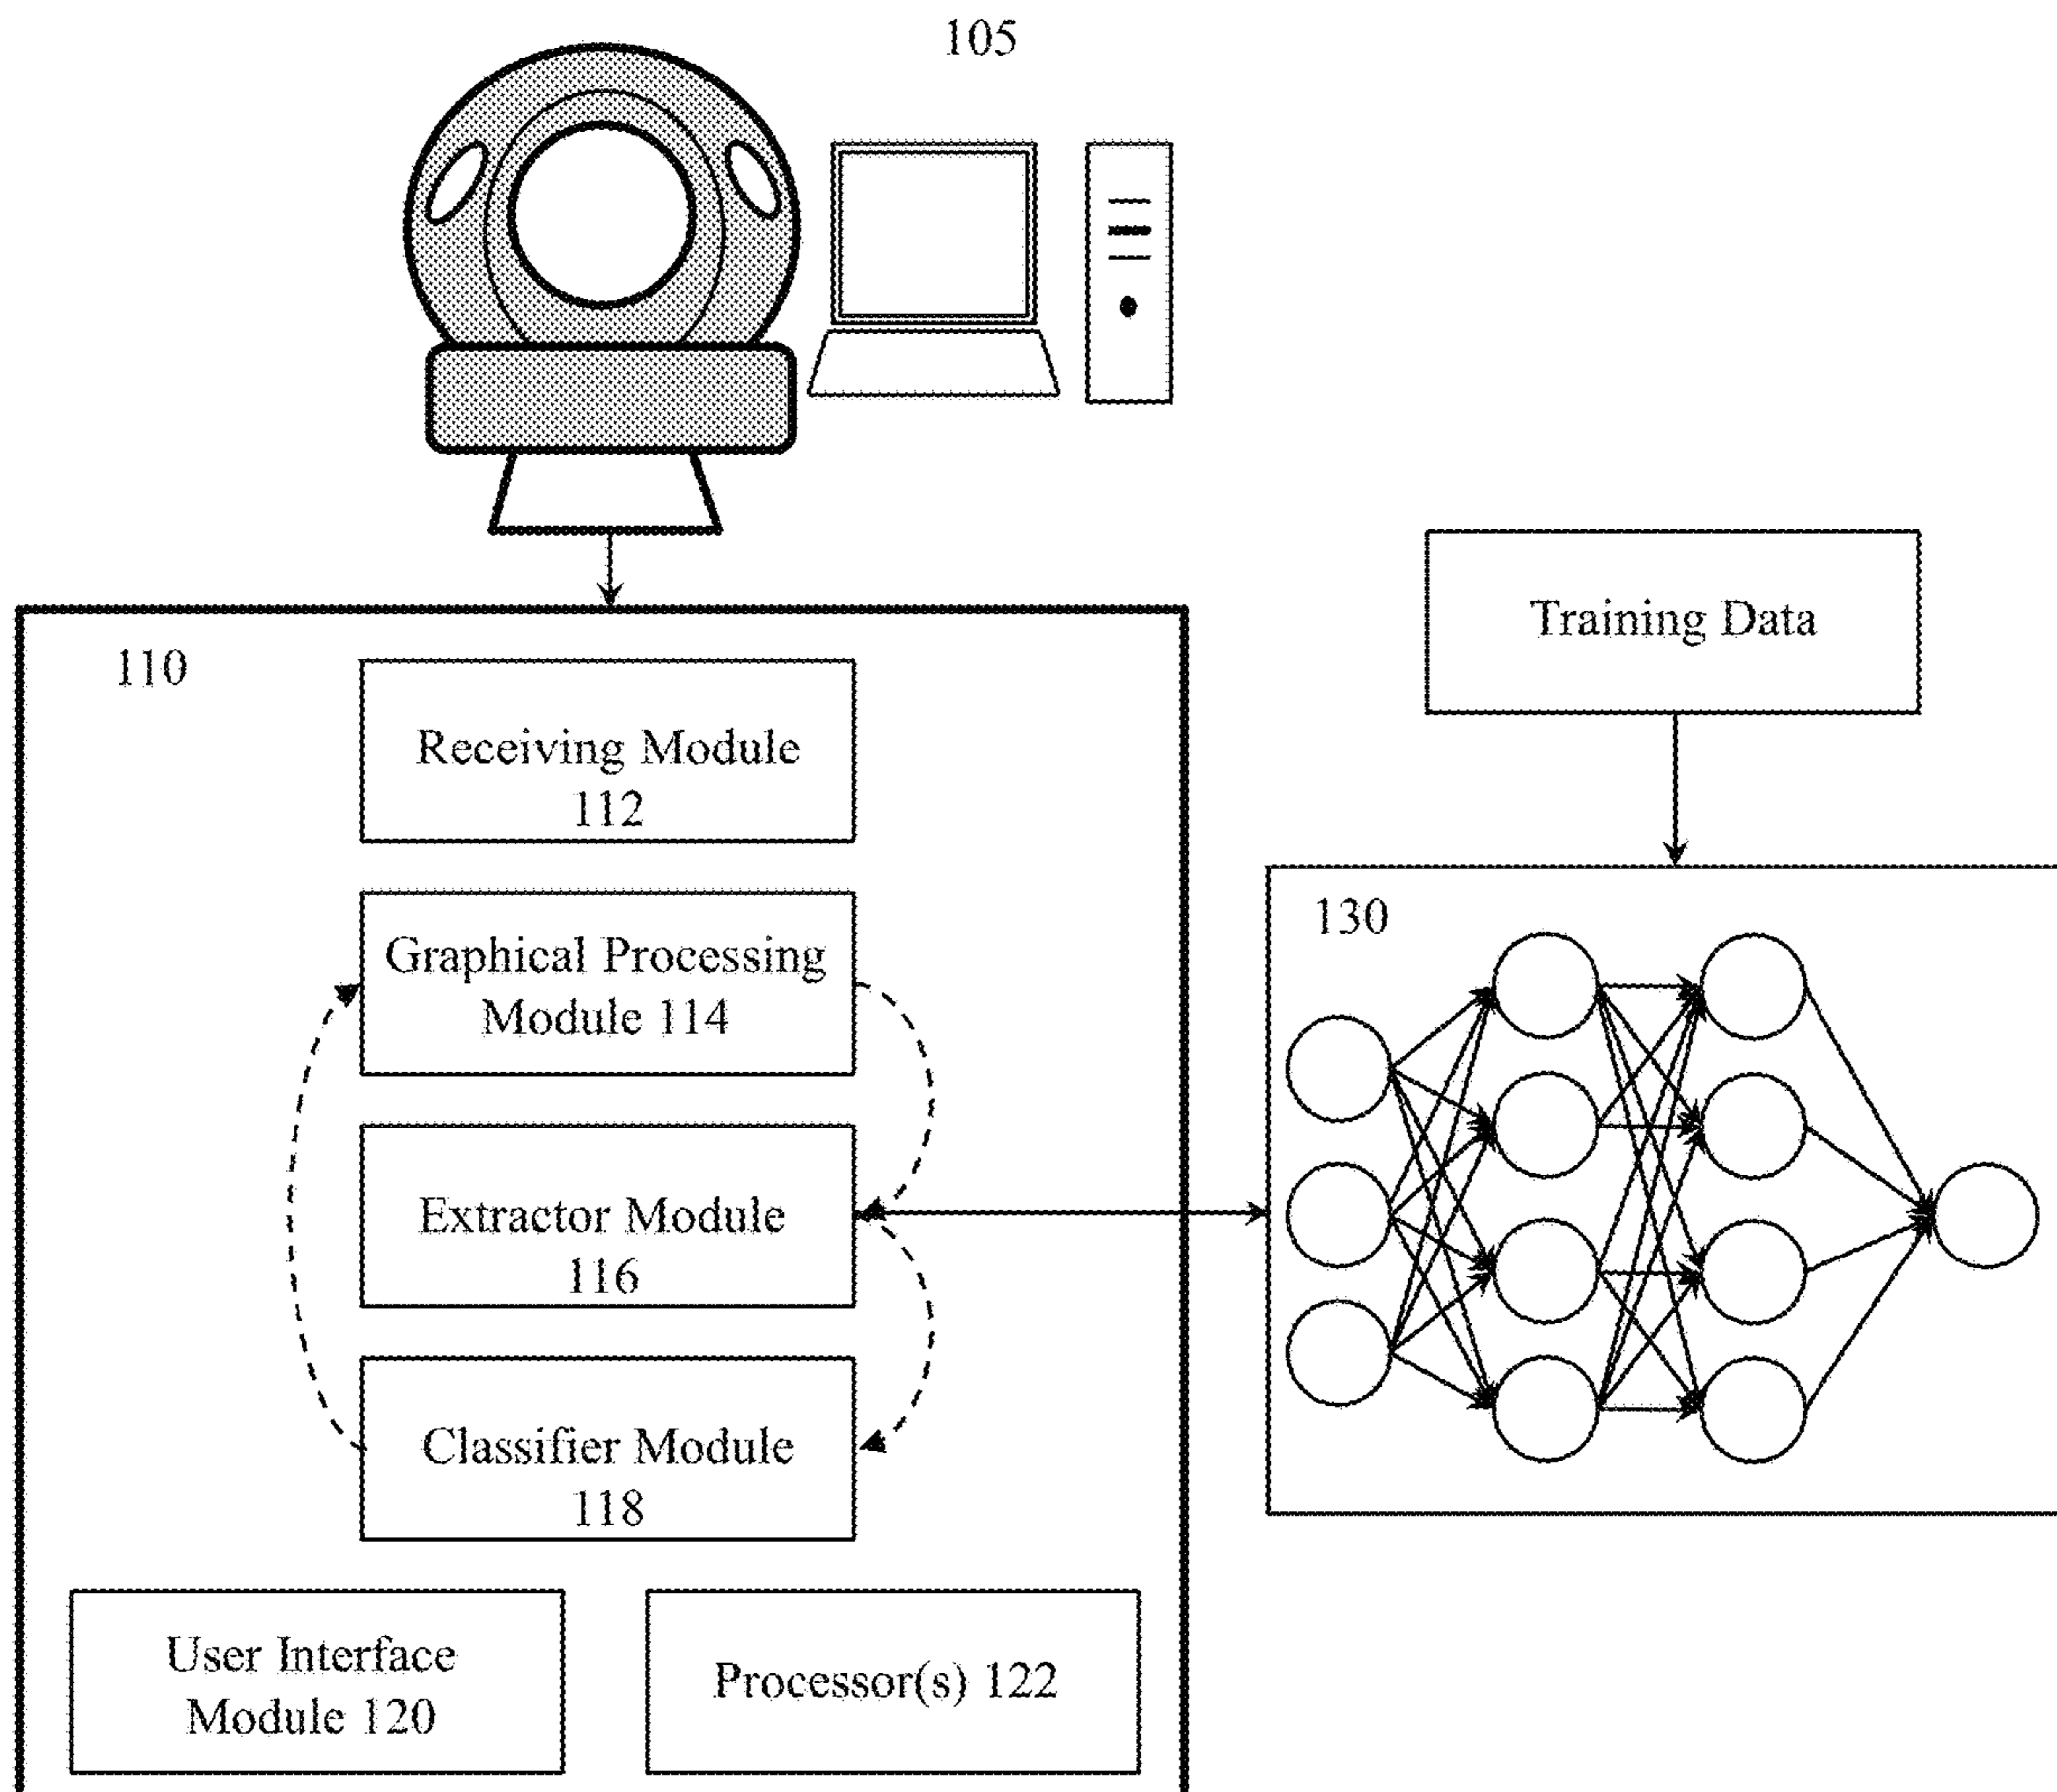 105
110
Receiving Module
112
Graphical Processing
Module 114
Extractor Module
116
Classifier Module
118
User Interface
Module 120
Processor(s) 122
Training Data
130